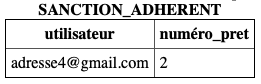 SANCTION_ADHERENT
utilisateur numéro_pret
adresse4@gmail.com 2